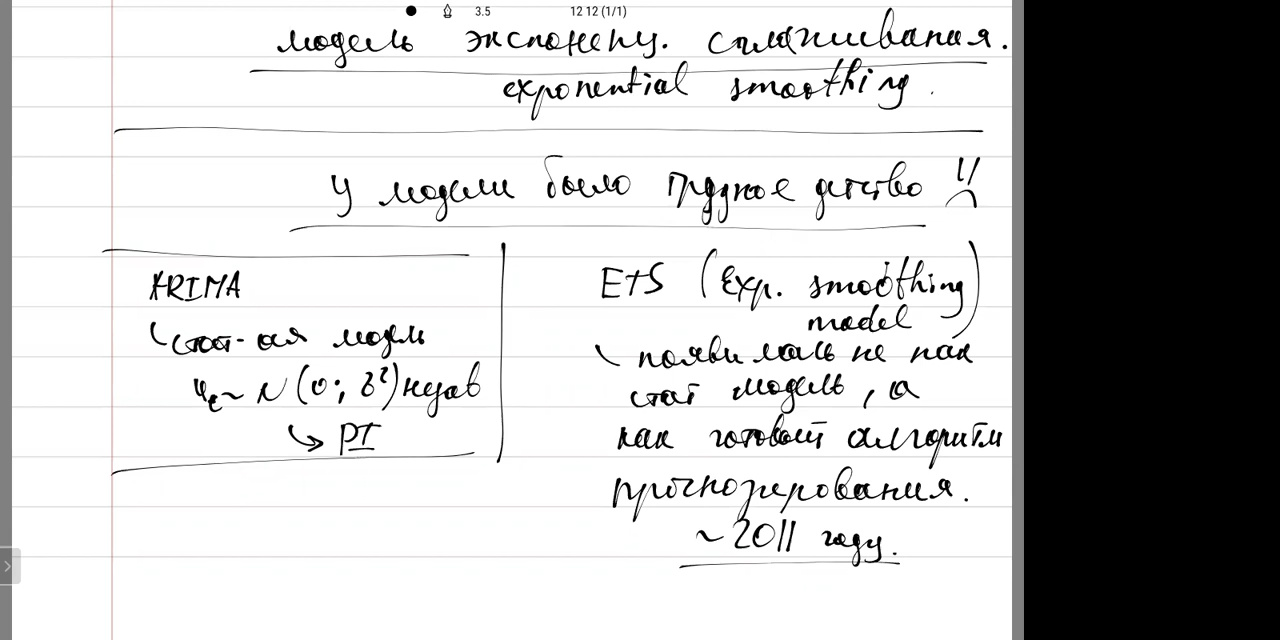 3.5 12 12 (1/1)
модель экспоненц. сглаживания.
exponential smoothing.
У модели было трудное детство
ARIMA
стат-ая модель
u_t ~ N(0; σ²) незав
↳ PI
ETS (Exp. smoothing
model)
появилась не как
стат модель, а
как готовый алгоритм
прогнозирования.
~ 2011 году.